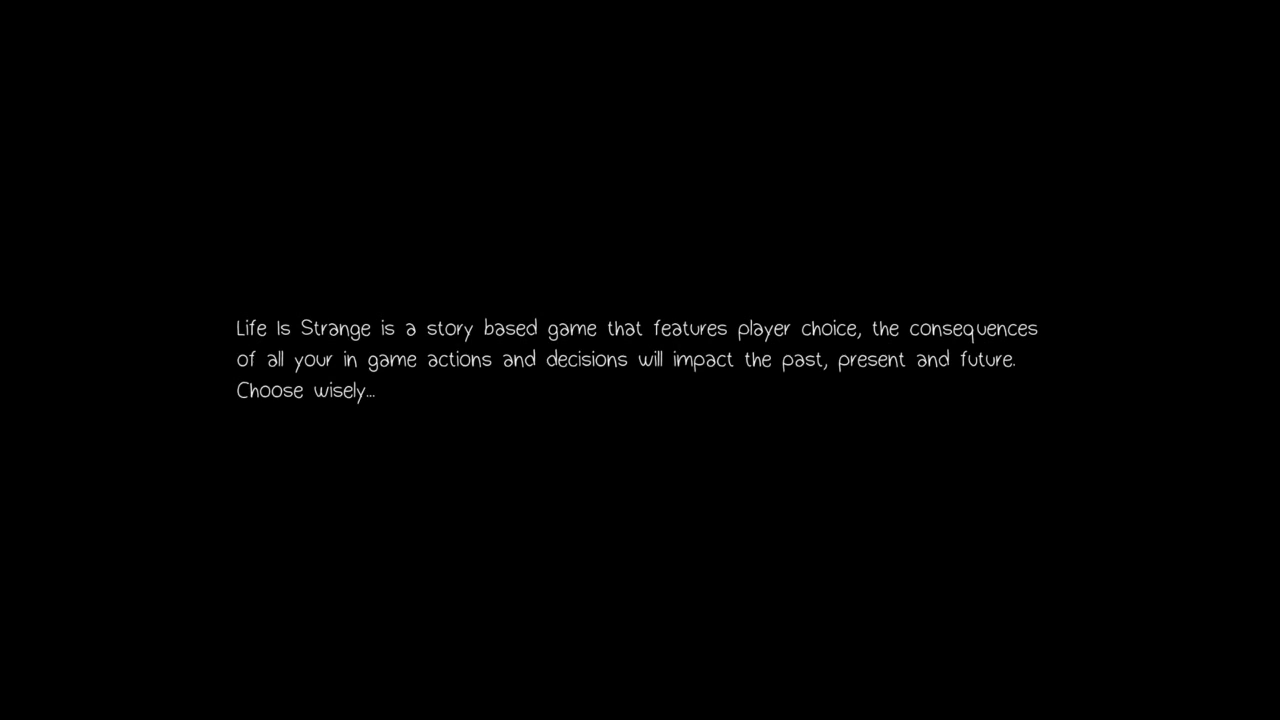 Life Is Strange is a story based game that features player choice, the consequences
of all your in game actions and decisions will impact the past, present and future.
Choose wisely...